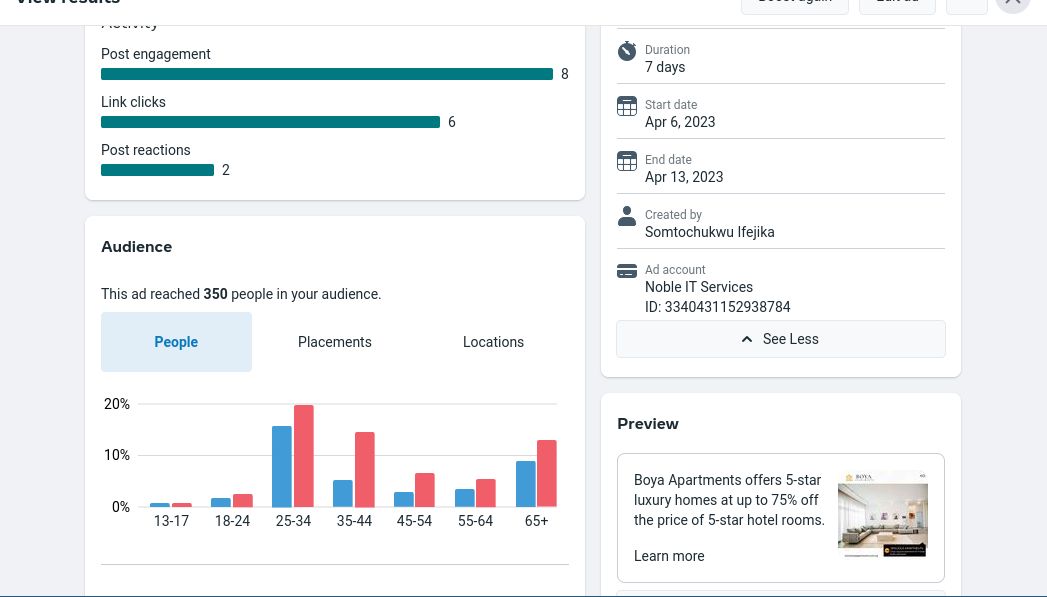 View results
Boost again
Edit ad
Activity
Post engagement
8
Link clicks
6
Post reactions
2
Audience
This ad reached 350 people in your audience.
People
Placements
Locations
20%
10%
0%
13-17
18-24
25-34
35-44
45-54
55-64
65+
Duration
7 days
Start date
Apr 6, 2023
End date
Apr 13, 2023
Created by
Somtochukwu Ifejika
Ad account
Noble IT Services
ID: 3340431152938784
See Less
Preview
Boya Apartments offers 5-star
luxury homes at up to 75% off
the price of 5-star hotel rooms.
Learn more
BOYA